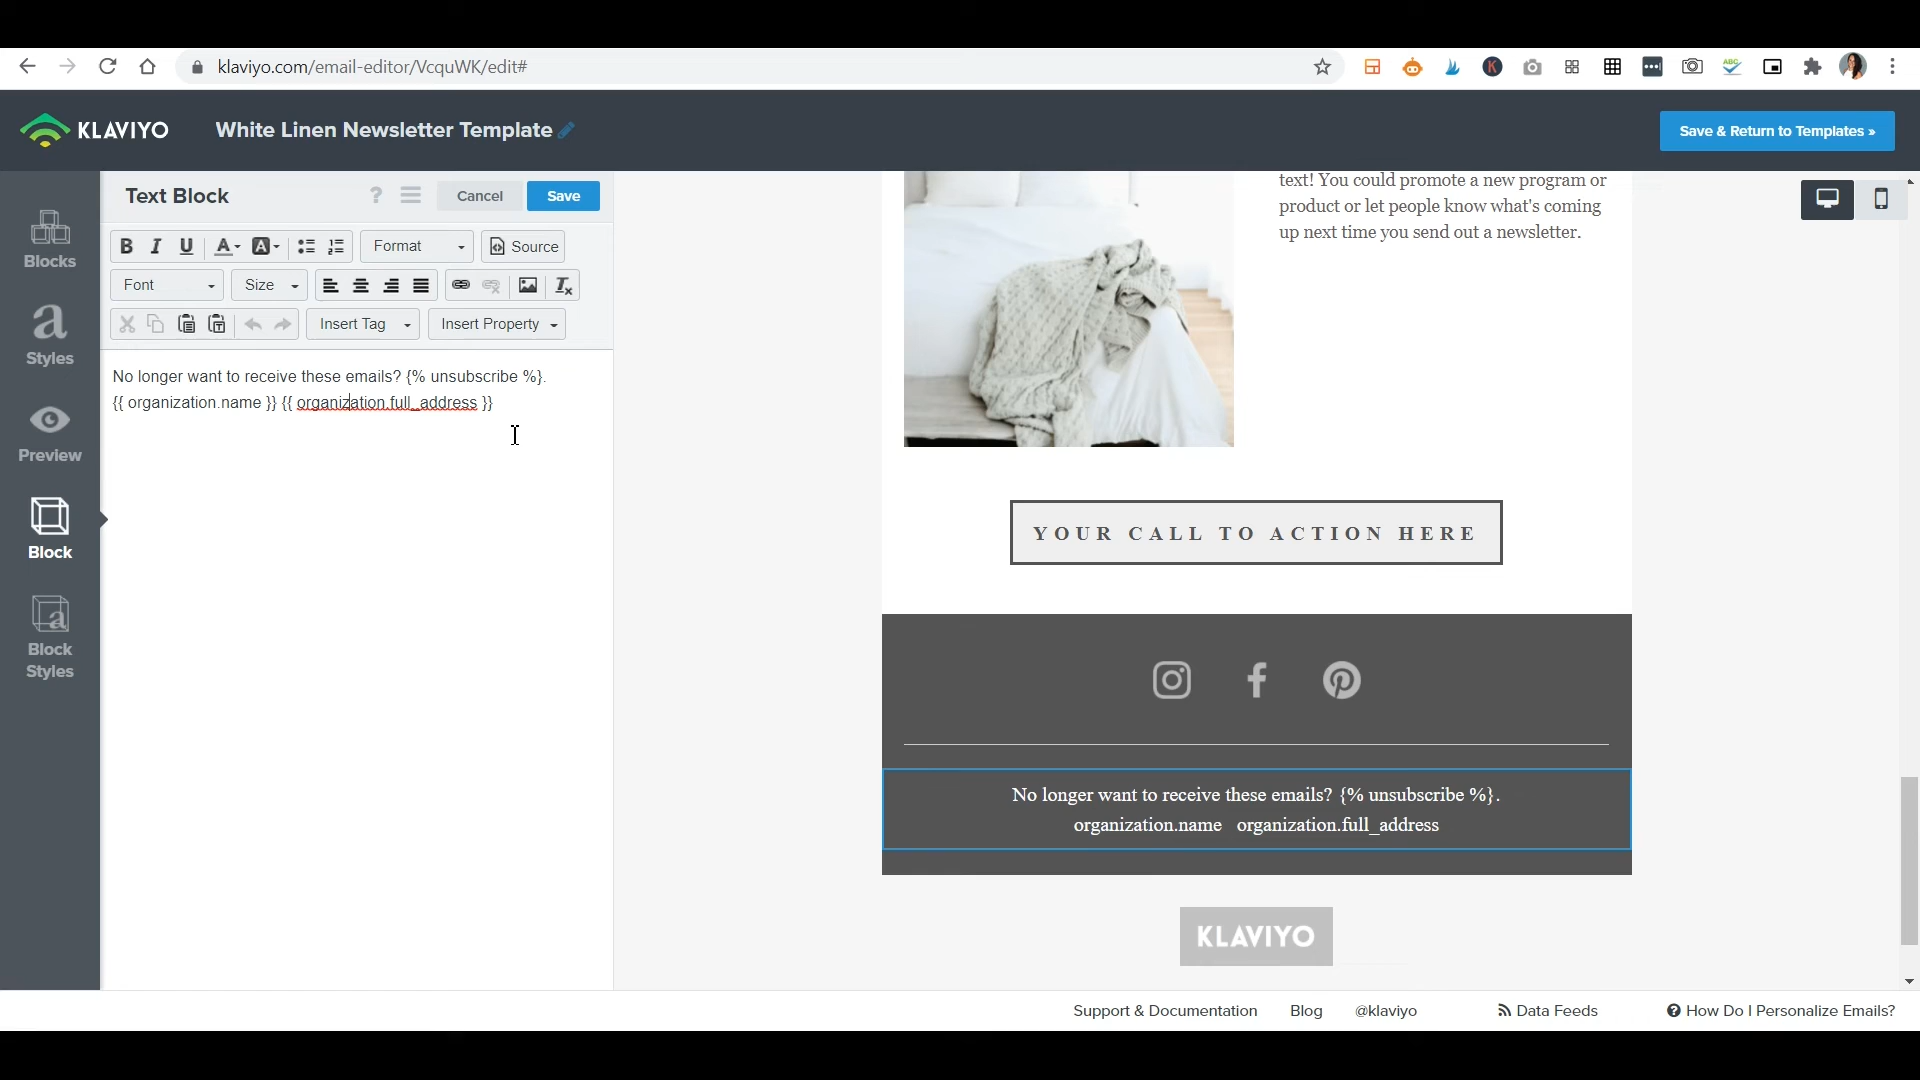 klaviyo.com/email-editor/VcquWK/edit#
ABC
K
KLAVIYO
White Linen Newsletter Template
Save & Return to Templates »
Blocks
Styles
Preview
Block
Block
Styles
Text Block
? 
Cancel
Save
B I U A A Format Source
Font Size
Insert Tag Insert Property
No longer want to receive these emails? {% unsubscribe %}.
{{ organization.name }} {{ organization.full_address }}
text! You could promote a new program or
product or let people know what's coming
up next time you send out a newsletter.
YOUR CALL TO ACTION HERE
No longer want to receive these emails? {% unsubscribe %}.
organization.name organization.full_address
KLAVIYO
Support & Documentation Blog @klaviyo Data Feeds How Do I Personalize Emails?